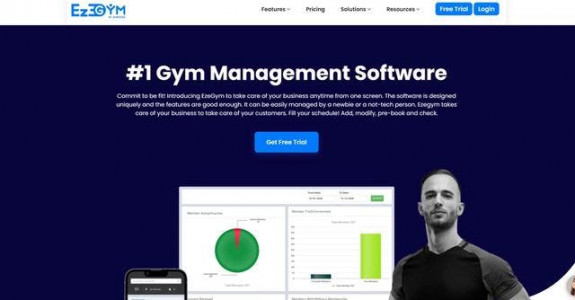 EzEGYM
Features
Pricing
Solutions
Resources
Free Trial
Login
#1 Gym Management Software
Commit to be fit! Introducing EzeGym to take care of your business anytime from one screen. The software is designed
uniquely and the features are good enough. It can be easily managed by a newbie or a not-tech person. Ezegym takes
care of your business to take care of your customers. Fill your schedule! Add, modify, pre-book and check.
Get Free Trial